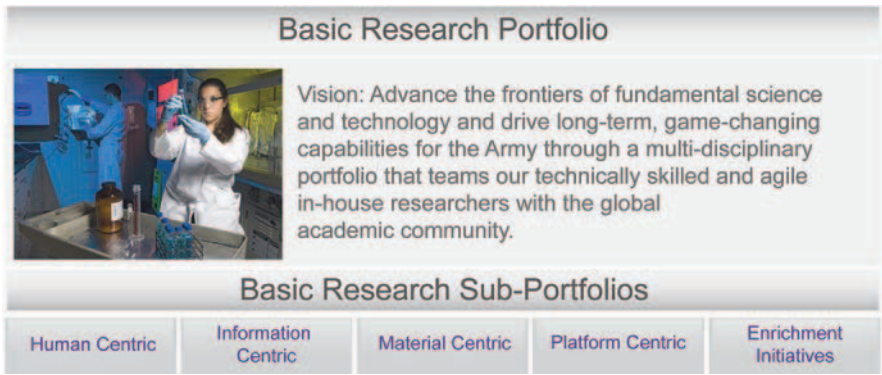 Basic Research Portfolio
Vision: Advance the frontiers of fundamental science
and technology and drive long-term, game-changing
capabilities for the Army through a multi-disciplinary
portfolio that teams our technically skilled and agile
in-house researchers with the global
academic community.
Basic Research Sub-Portfolios
Human Centric
Information
Centric
Material Centric
Platform Centric
Enrichment
Initiatives